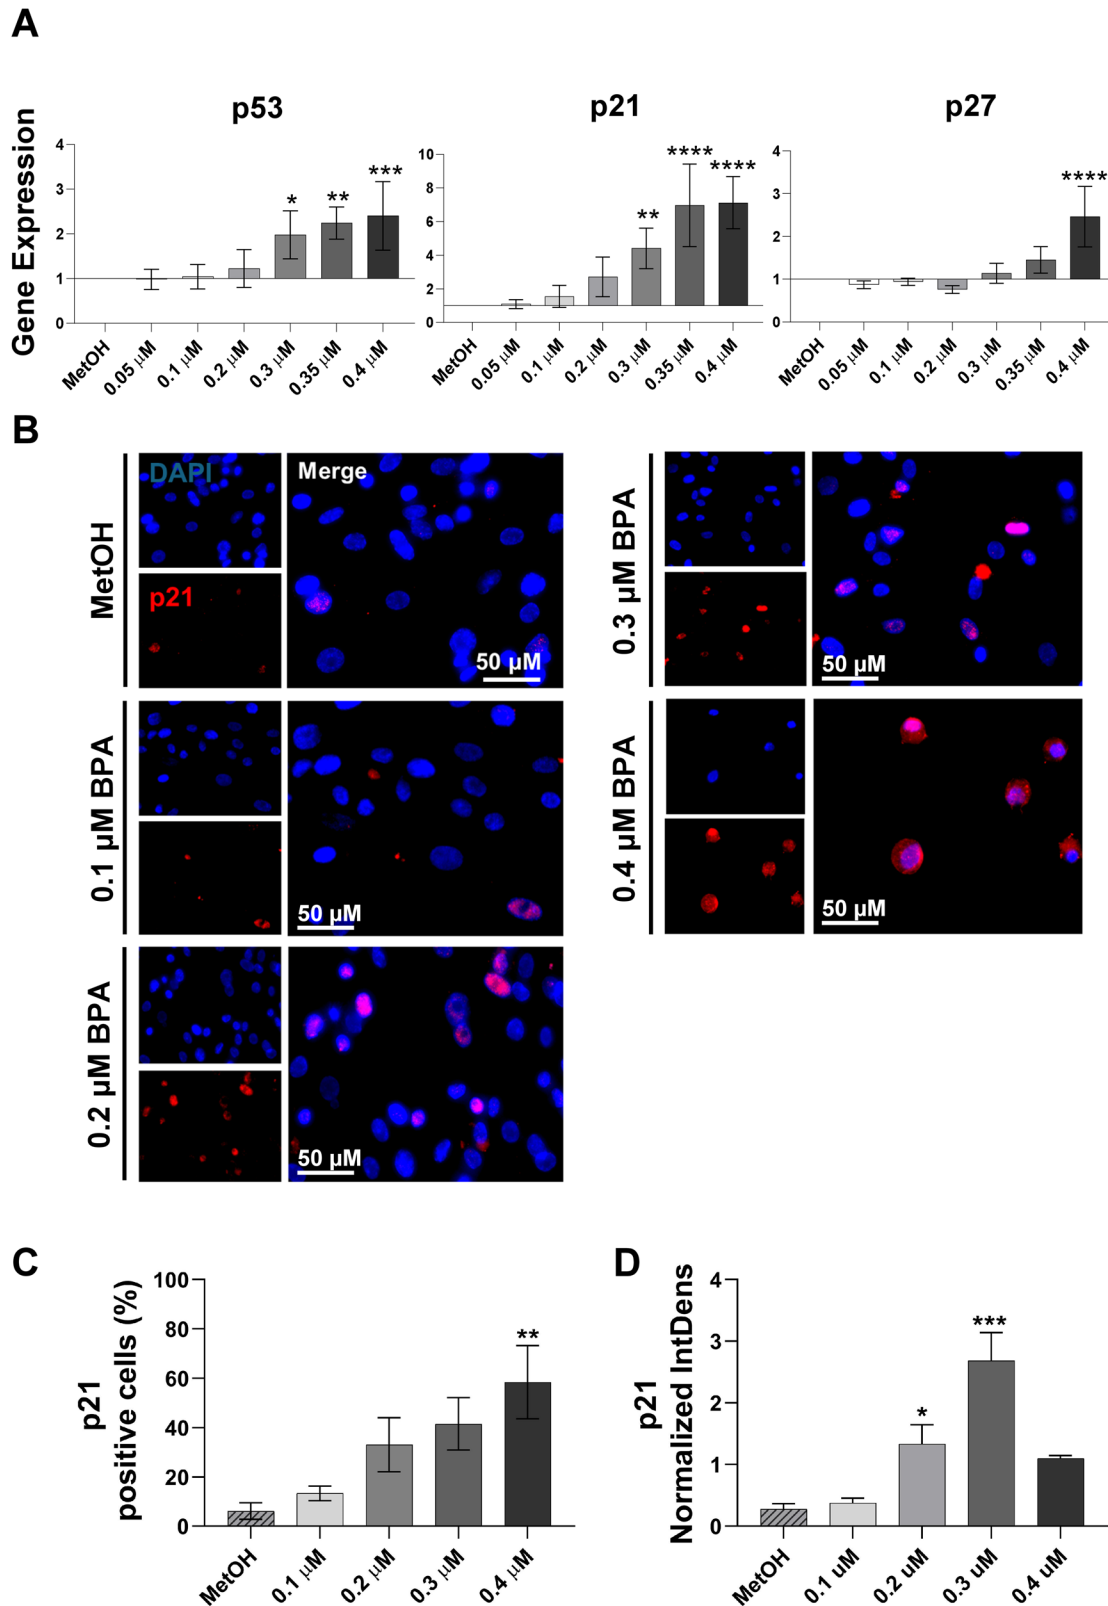 A
p53
p21
p27
Gene Expression
4
3
2
1
0
***
**
*
MetOH
0.05 μM
0.1 μM
0.2 μM
0.3 μM
0.35 μM
0.4 μM
10
8
6
4
2
0
****
****
**
MetOH
0.05 μM
0.1 μM
0.2 μM
0.3 μM
0.35 μM
0.4 μM
4
3
2
1
0
****
MetOH
0.05 μM
0.1 μM
0.2 μM
0.3 μM
0.35 μM
0.4 μM
B
MetOH
DAPI
Merge
p21
50 μM
0.1 μM BPA
50 μM
0.2 μM BPA
50 μM
0.3 μM BPA
50 μM
0.4 μM BPA
50 μM
C
p21
positive cells (%)
100
80
60
40
20
0
**
MetOH
0.1 μM
0.2 μM
0.3 μM
0.4 μM
D
p21
Normalized IntDens
4
3
2
1
0
***
*
MetOH
0.1 uM
0.2 uM
0.3 uM
0.4 uM